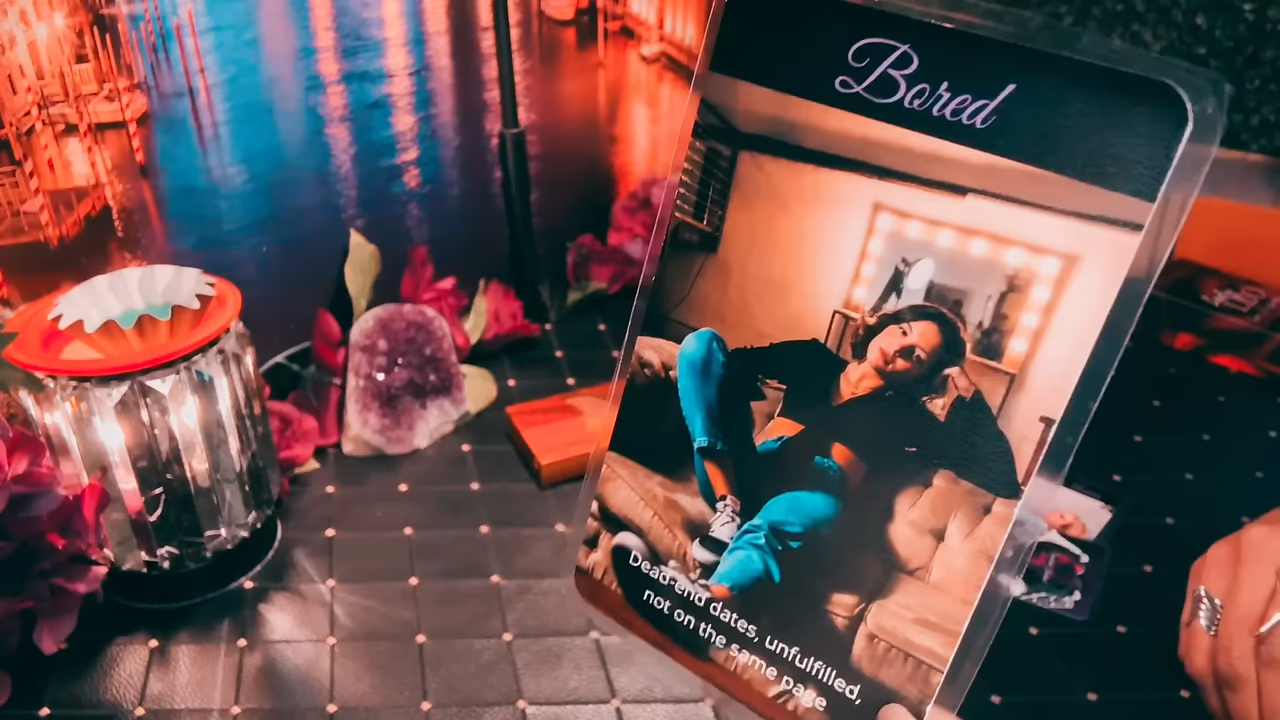 Bored
Dead-end dates, unfulfilled,
not on the same page